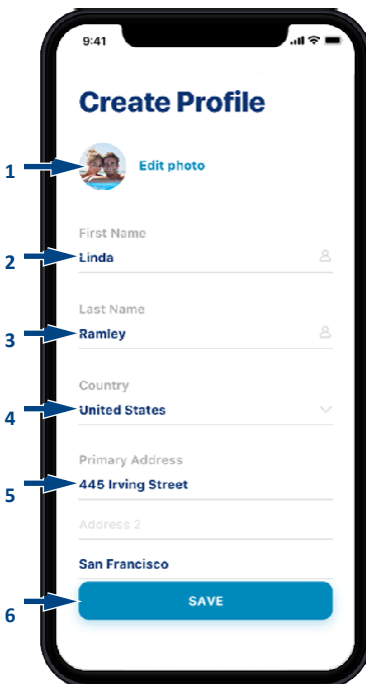 9:41
Create Profile
1
Edit photo
First Name
2 Linda
Last Name
3 Ramley
Country
4 United States
Primary Address
5 445 Irving Street
Address 2
San Francisco
6 SAVE